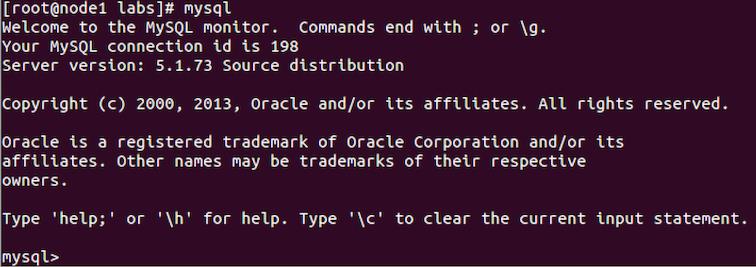 [root@node1 labs]# mysql
Welcome to the MySQL monitor.  Commands end with ; or \g.
Your MySQL connection id is 198
Server version: 5.1.73 Source distribution
Copyright (c) 2000, 2013, Oracle and/or its affiliates. All rights reserved.
Oracle is a registered trademark of Oracle Corporation and/or its
affiliates. Other names may be trademarks of their respective
owners.
Type 'help;' or '\h' for help. Type '\c' to clear the current input statement.
mysql>